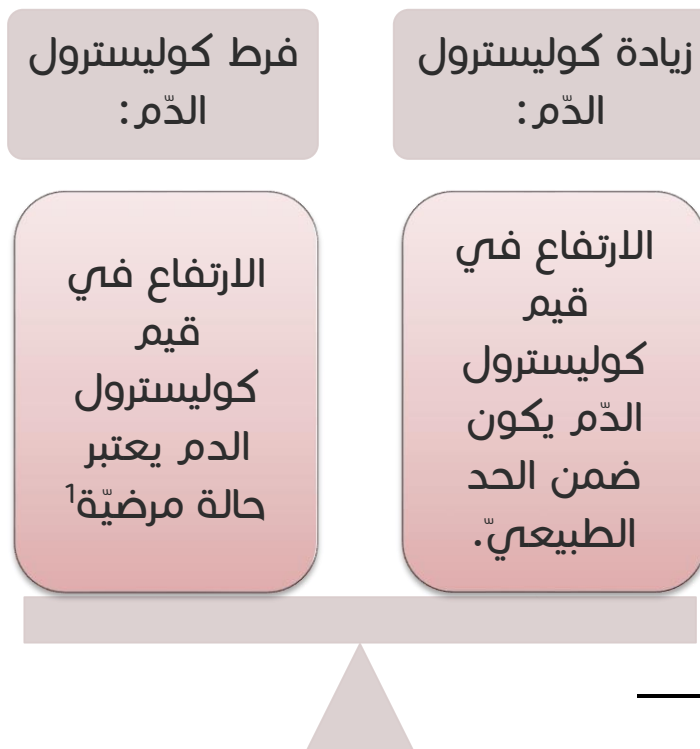 زيادة كوليسترول
الدّم:
الارتفاع في
قيم
كوليسترول
الدّم يكون
ضمن الحد
الطبيعيّ.
فرط كوليسترول
الدّم:
الارتفاع في
قيم
كوليسترول
الدم يعتبر
حالة مرضيّة¹